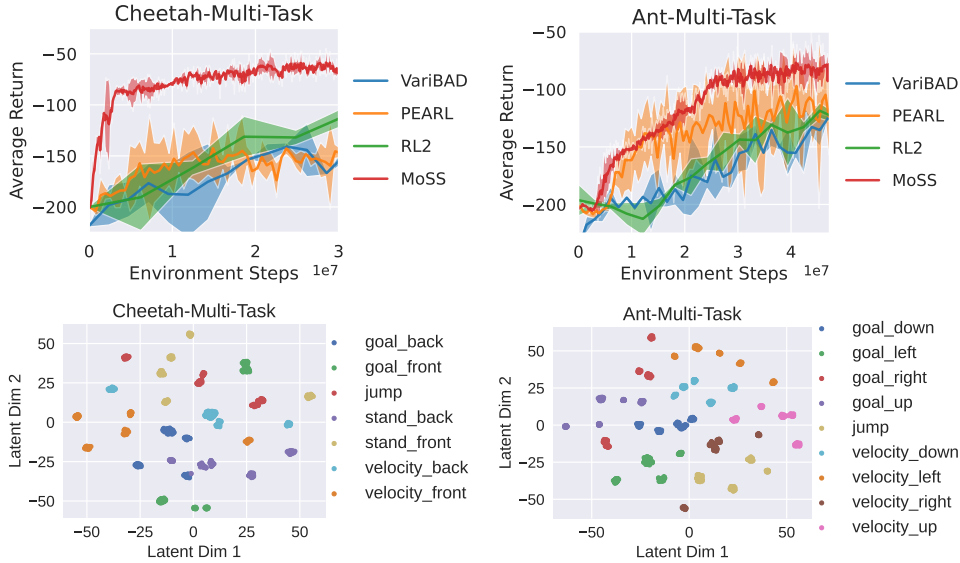 Cheetah-Multi-Task
Average Return
−50
−100
−150
−200
0 1 2 3
1e7
Environment Steps
VariBAD
PEARL
RL2
MoSS
Ant-Multi-Task
Average Return
−50
−100
−150
−200
0 1 2 3 4
1e7
Environment Steps
VariBAD
PEARL
RL2
MoSS
Cheetah-Multi-Task
Latent Dim 2
50
25
0
−25
−50
−50 −25 0 25 50
Latent Dim 1
goal_back
goal_front
jump
stand_back
stand_front
velocity_back
velocity_front
Ant-Multi-Task
Latent Dim 2
50
25
0
−25
−50
−50 0 50
Latent Dim 1
goal_down
goal_left
goal_right
goal_up
jump
velocity_down
velocity_left
velocity_right
velocity_up